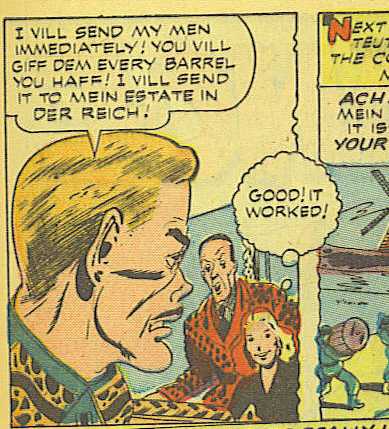 I VILL SEND MY MEN
IMMEDIATELY! YOU VILL
GIFF DEM EVERY BARREL
YOU HAFF! I VILL SEND
IT TO MEIN ESTATE IN
DER REICH!
GOOD! IT
WORKED!
NEXT
THE
ACH
MEIN
IT IS
YOUR